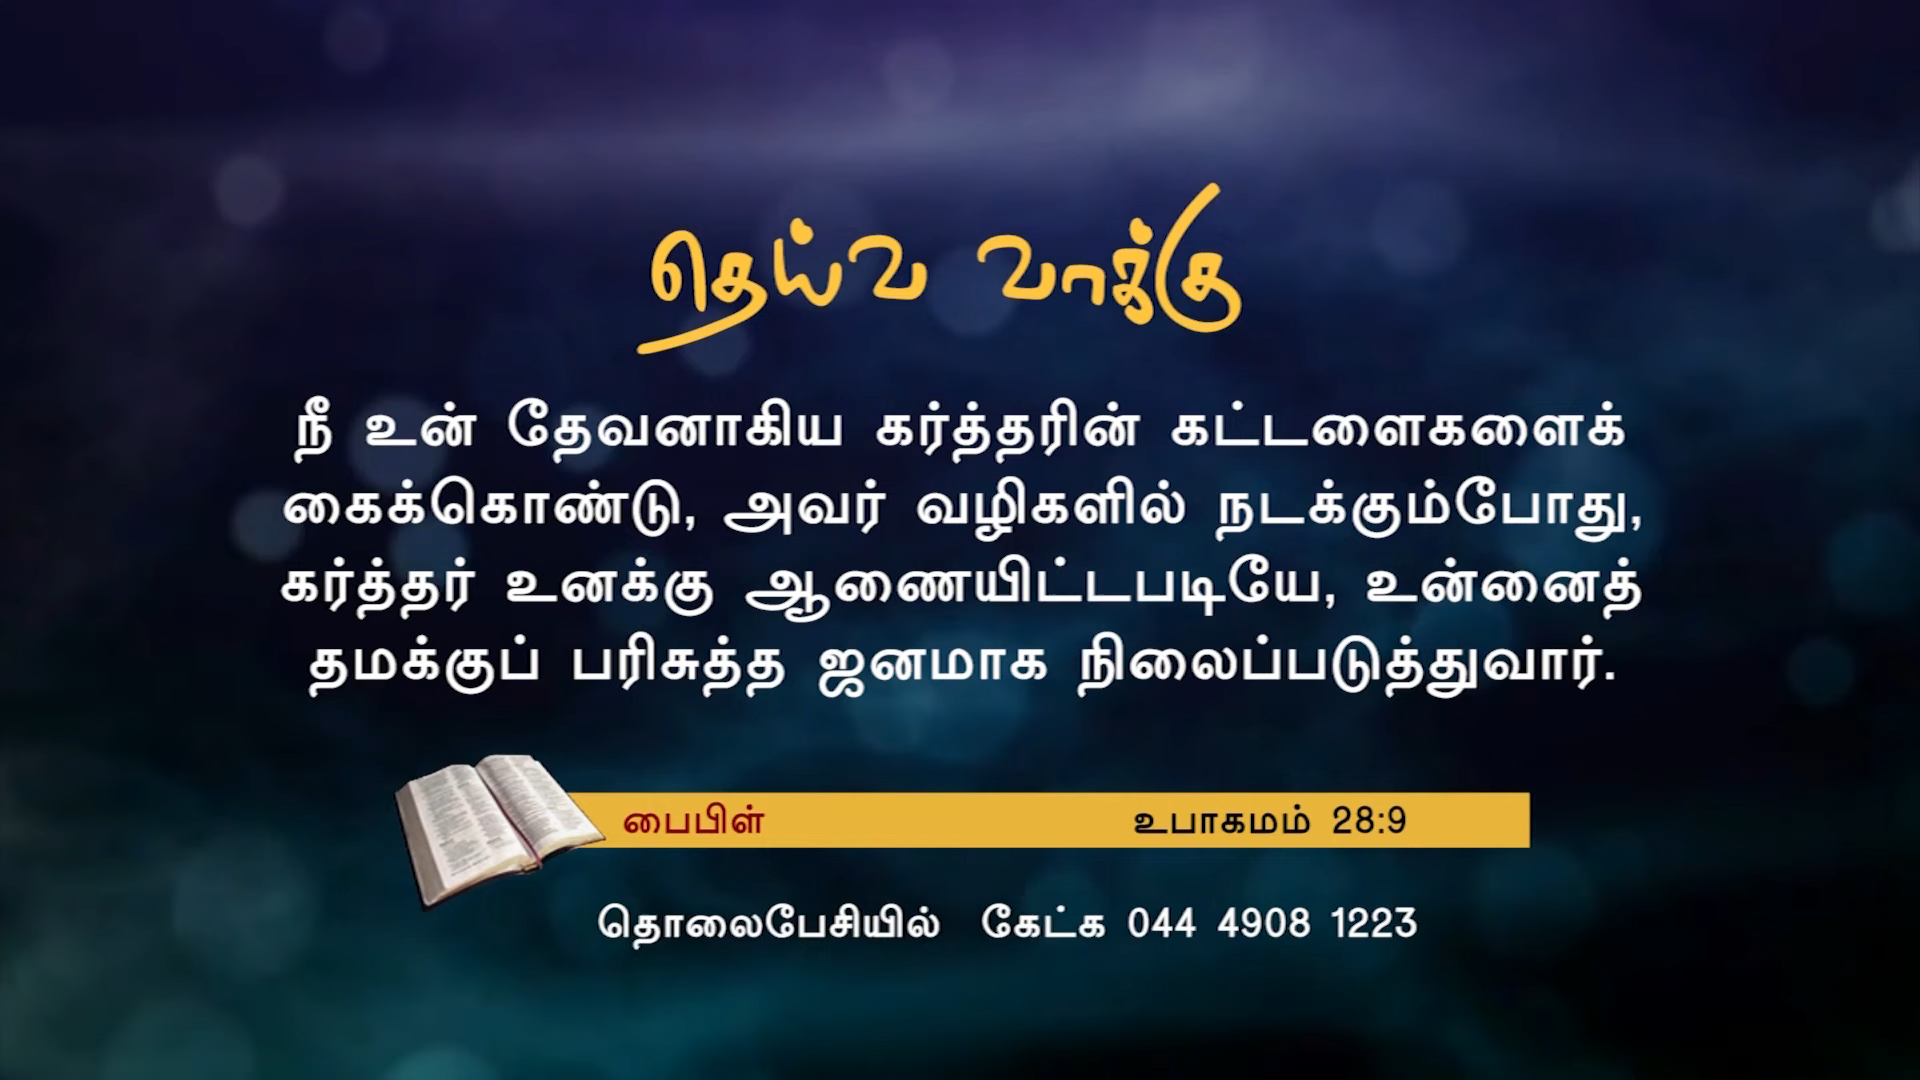 தெய்வ வாக்கு
நீ உன் தேவனாகிய கர்த்தரின் கட்டளைகளைக்
கைக்கொண்டு, அவர் வழிகளில் நடக்கும்போது,
கர்த்தர் உனக்கு ஆணையிட்டபடியே, உன்னைத்
தமக்குப் பரிசுத்த ஜனமாக நிலைப்படுத்துவார்.
பைபிள் உபாகமம் 28:9
தொலைபேசியில் கேட்க 044 4908 1223